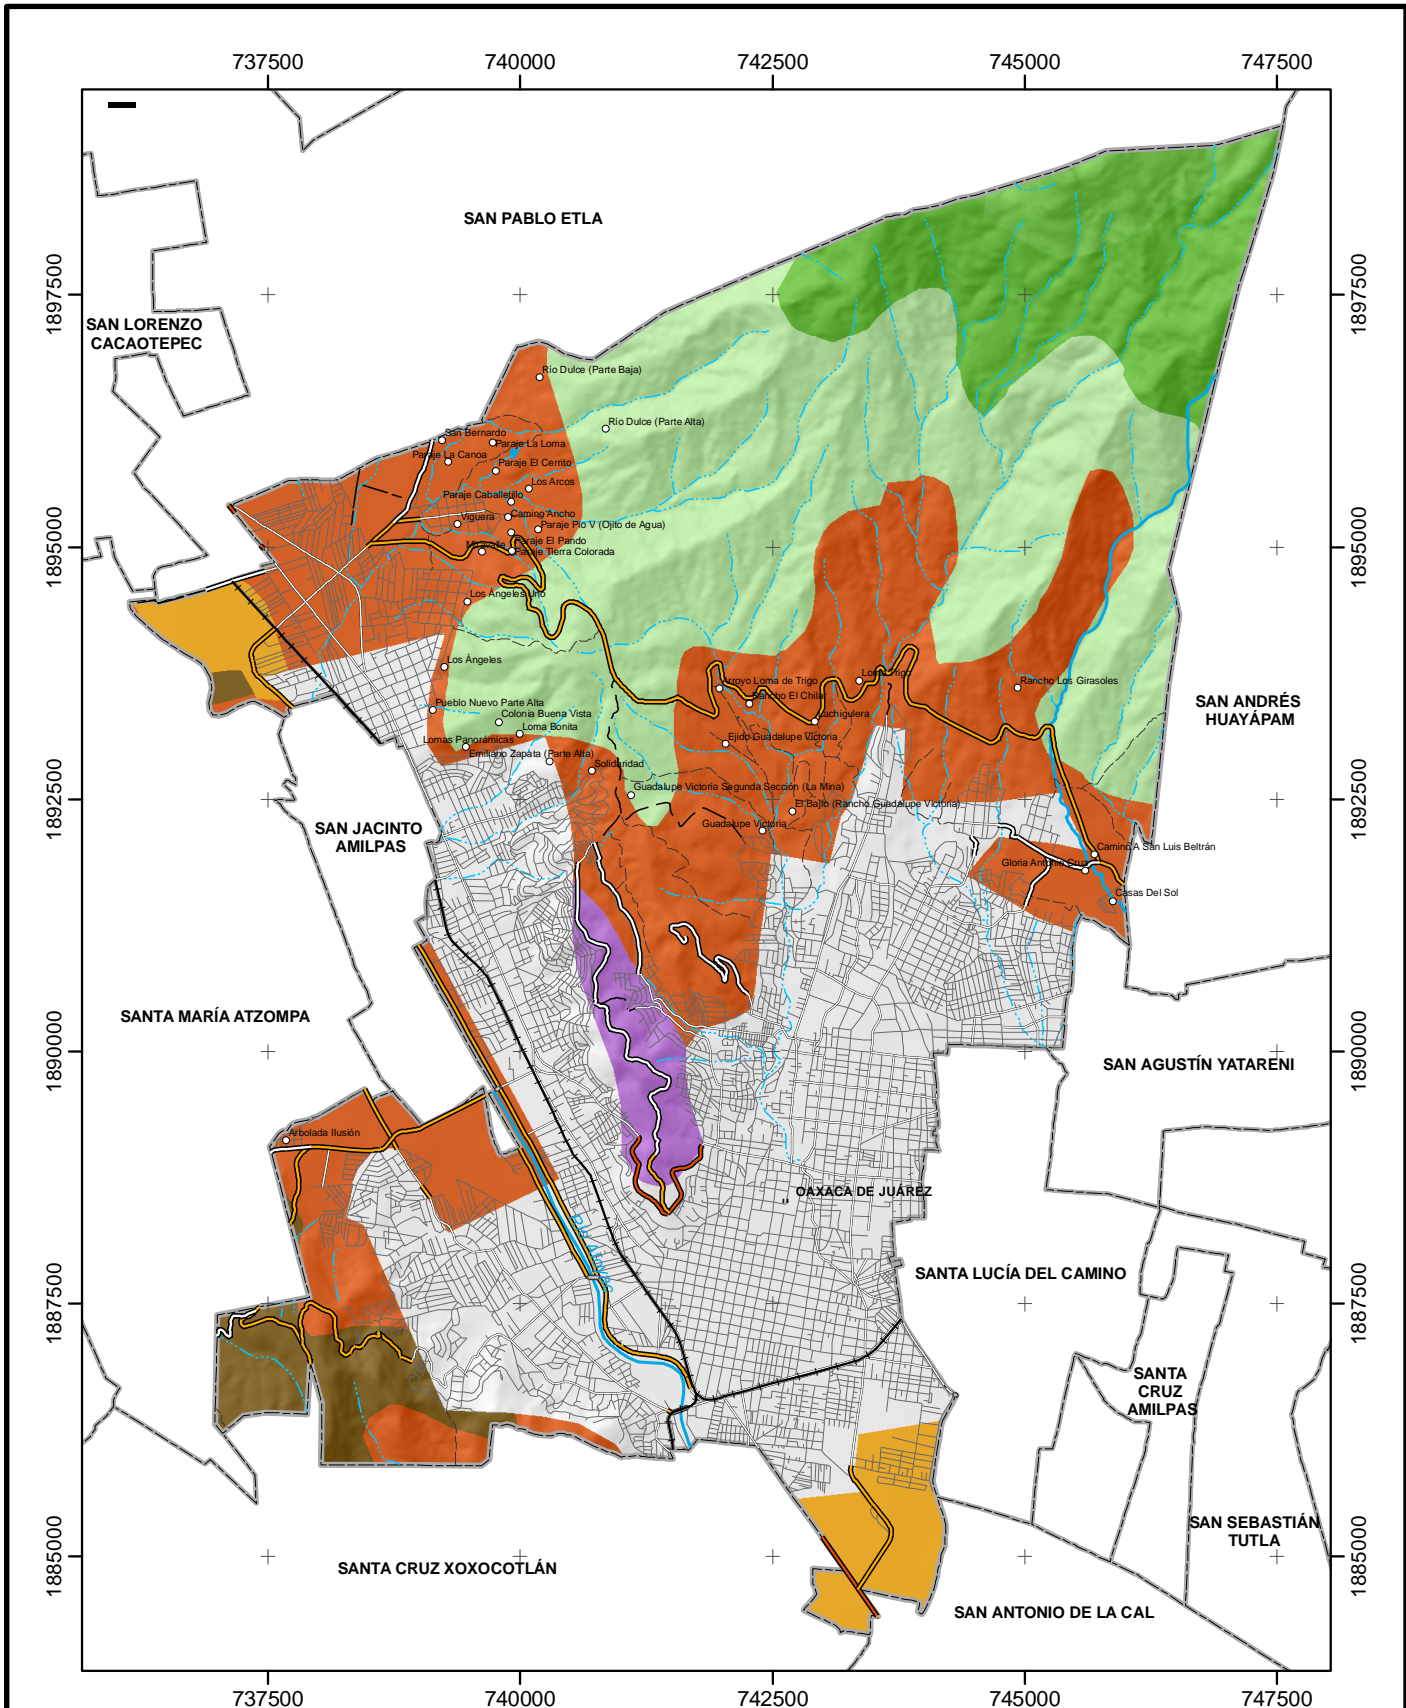 737500 740000 742500 745000 747500
SAN PABLO ETLA
1897500
1897500
SAN LORENZO
CACAOTEPEC
Río Dulce (Parte Baja)
Río Dulce (Parte Alta)
San Bernardo
Paraje La Loma
Paraje La Canoa
Paraje El Cerrito
Los Arcos
Paraje Caballetillo
Camino Ancho
Viguera
Paraje Pio V (Ojito de Agua)
Paraje El Pando
Paraje Tierra Colorada
1895000
1895000
Los Ángeles Uno
Los Ángeles
Loma Trigo
Arroyo Loma de Trigo
Rancho El Chilar
Rancho Los Girasoles
Lachigulera
Pueblo Nuevo Parte Alta
Colonia Buena Vista
Loma Bonita
Lomas Panorámicas
Emiliano Zapata (Parte Alta)
Ejido Guadalupe Victoria
Solidaridad
SAN ANDRÉS
HUAYÁPAM
Guadalupe Victoria Segunda Sección (La Mina)
El Bajío (Rancho Guadalupe Victoria)
Guadalupe Victoria
1892500
1892500
SAN JACINTO
AMILPAS
Camino A San Luis Beltrán
Gloria Antonio Cruz
Casas Del Sol
SANTA MARÍA ATZOMPA
1890000
1890000
SAN AGUSTÍN YATARENI
Arbolada Ilusión
OAXACA DE JUÁREZ
SANTA LUCÍA DEL CAMINO
1887500
1887500
SANTA
CRUZ
AMILPAS
SAN SEBASTIÁN
TUTLA
1885000
1885000
SANTA CRUZ XOXOCOTLÁN
SAN ANTONIO DE LA CAL
737500 740000 742500 745000 747500